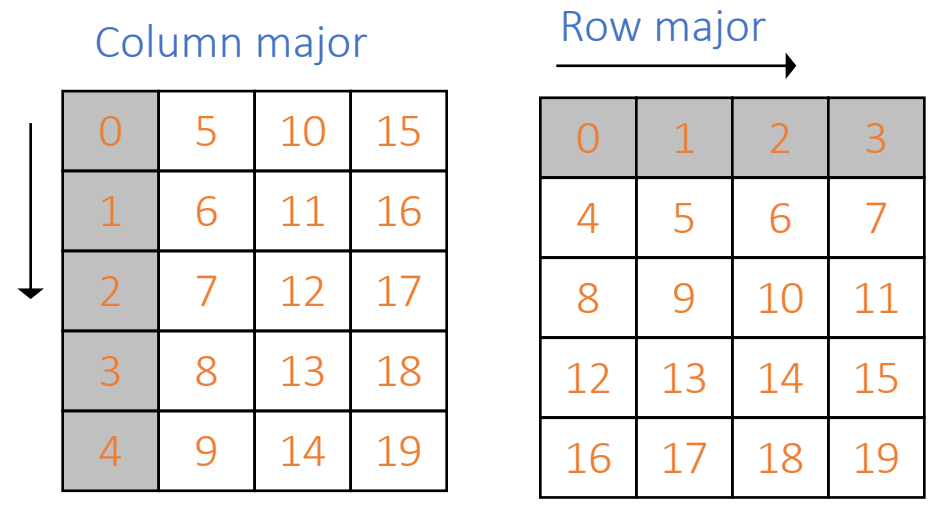 Column major
0 5 10 15
1 6 11 16
2 7 12 17
3 8 13 18
4 9 14 19
Row major
0 1 2 3
4 5 6 7
8 9 10 11
12 13 14 15
16 17 18 19